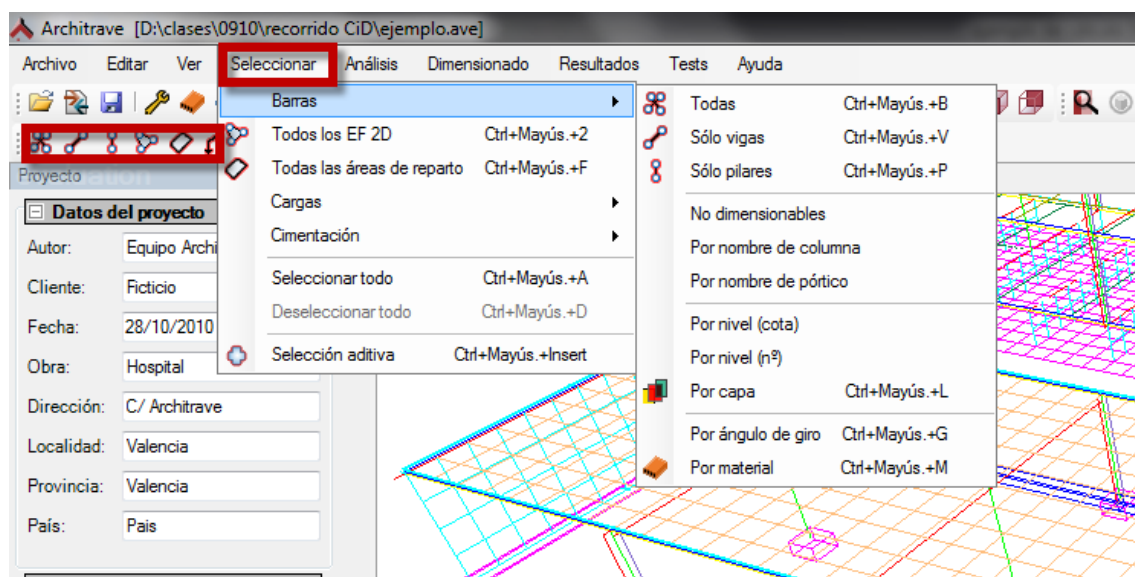 Architrave [D:\clases\0910\recorrido CiD\ejemplo.ave]
Archivo Editar Ver Seleccionar Análisis Dimensionado Resultados Tests Ayuda
Barras
Todos los EF 2D Ctrl+Mayús.+2
Todas las áreas de reparto Ctrl+Mayús.+F
Cargas
Cimentación
Seleccionar todo Ctrl+Mayús.+A
Deseleccionar todo Ctrl+Mayús.+D
Selección aditiva Ctrl+Mayús.+Insert
Todas Ctrl+Mayús.+B
Sólo vigas Ctrl+Mayús.+V
Sólo pilares Ctrl+Mayús.+P
No dimensionables
Por nombre de columna
Por nombre de pórtico
Por nivel (cota)
Por nivel (nº)
Por capa Ctrl+Mayús.+L
Por ángulo de giro Ctrl+Mayús.+G
Por material Ctrl+Mayús.+M
Proyecto
Datos del proyecto
Autor: Equipo Archi
Cliente: Ficticio
Fecha: 28/10/2010
Obra: Hospital
Dirección: C/ Architrave
Localidad: Valencia
Provincia: Valencia
País: Pais